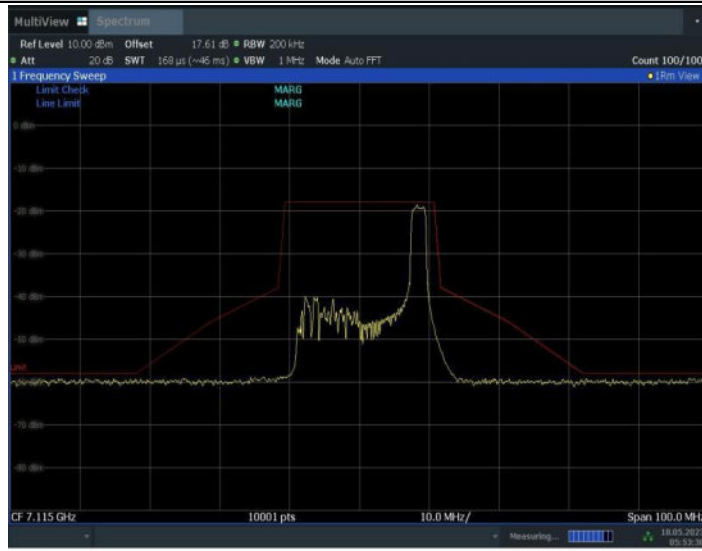 MultiView Spectrum
Ref Level 10.00 dBm Offset 17.61 dB RBW 200 kHz
Att 20 dB SWT 168 µs (~46 ms) VBW 1 MHz Mode Auto FFT Count 100/100
1 Frequency Sweep 1Rm View
Limit Check MARG
Line Limit MARG
0 dBm
-10 dBm
-20 dBm
-30 dBm
-40 dBm
-50 dBm
-70 dBm
-80 dBm
CF 7.115 GHz 10001 pts 10.0 MHz/ Span 100.0 MHz
Measuring...